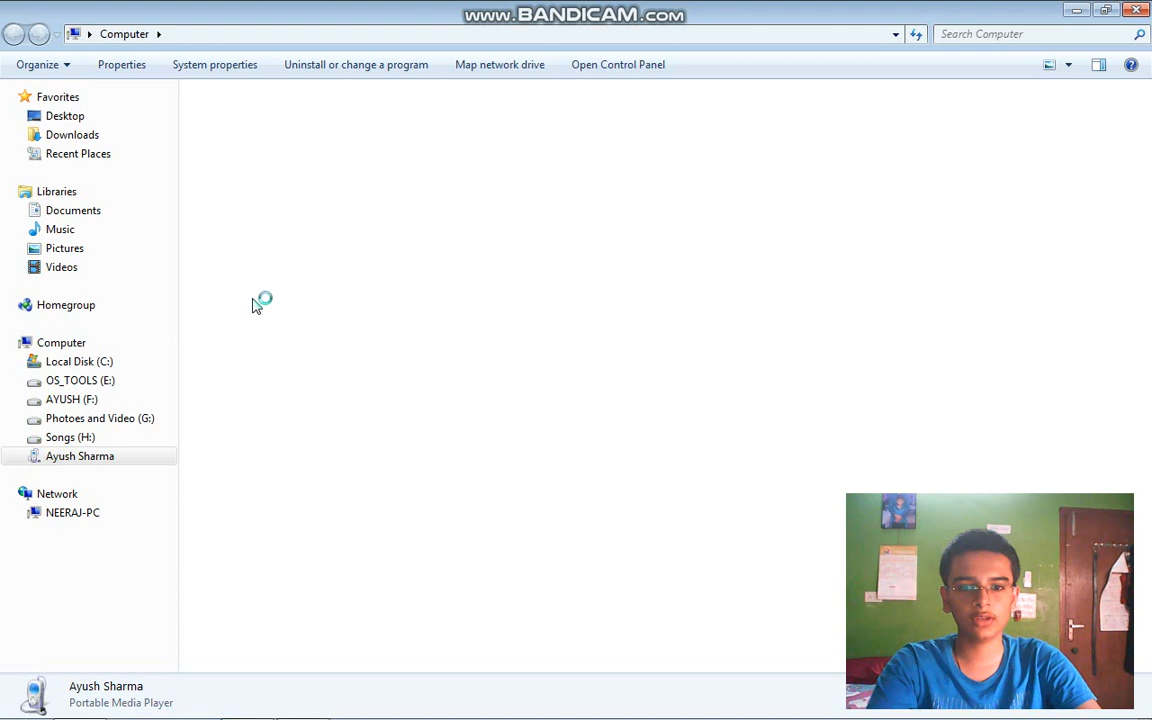 www.BANDICAM.com
Computer
Search Computer
Organize
Properties
System properties
Uninstall or change a program
Map network drive
Open Control Panel
Favorites
Desktop
Downloads
Recent Places
Libraries
Documents
Music
Pictures
Videos
Homegroup
Computer
Local Disk (C:)
OS_TOOLS (E:)
AYUSH (F:)
Photoes and Video (G:)
Songs (H:)
Ayush Sharma
Network
NEERAJ-PC
Ayush Sharma
Portable Media Player